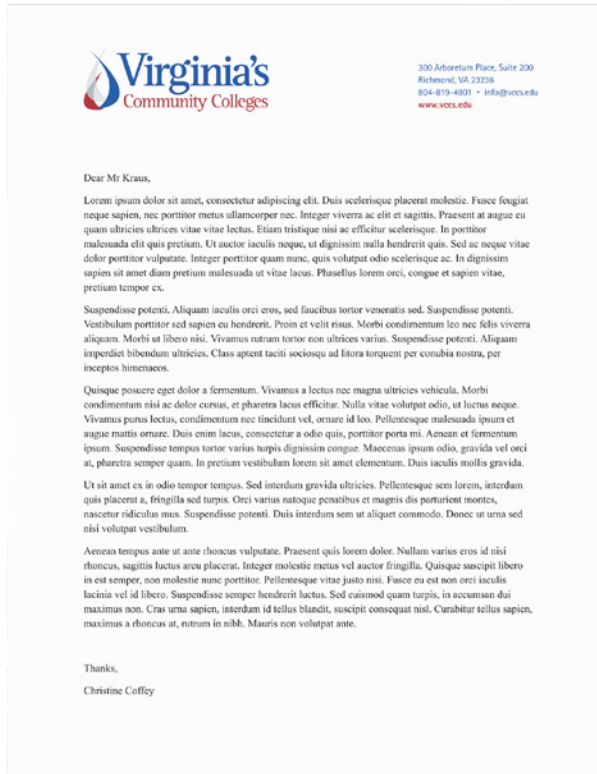 Virginia's
Community Colleges
300 Arboretum Place, Suite 200
Richmond, VA 23236
804-819-4901 • info@vccs.edu
www.vccs.edu
Dear Mr Kraus,
Lorem ipsum dolor sit amet, consectetur adipiscing elit. Duis scelerisque placerat molestie. Fusce feugiat
neque sapien, nec porttitor metus ullamcorper nec. Integer viverra ac elit et sagittis. Praesent at augue eu
quam ultricies ultrices vitae vitae lectus. Etiam tristique nisi ac efficitur scelerisque. In porttitor
malesuada elit quis pretium. Ut auctor iaculis neque, ut dignissim nulla hendrerit quis. Sed ac neque vitae
dolor porttitor vulputate. Integer porttitor quam nunc, quis volutpat odio scelerisque ac. In dignissim
sapien sit amet diam pretium malesuada ut vitae lacus. Phasellus lorem orci, congue et sapien vitae,
pretium tempor ex.
Suspendisse potenti. Aliquam iaculis orci eros, sed faucibus tortor venenatis sed. Suspendisse potenti.
Vestibulum porttitor sed sapien eu hendrerit. Proin et velit risus. Morbi condimentum leo nec felis viverra
aliquam. Morbi ut libero nisi. Vivamus rutrum tortor non ultrices varius. Suspendisse potenti. Aliquam
imperdiet bibendum ultricies. Class aptent taciti sociosqu ad litora torquent per conubia nostra, per
inceptos himenaeos.
Quisque posuere eget dolor a fermentum. Vivamus a lectus nec magna ultricies vehicula. Morbi
condimentum nisi ac dolor cursus, et pharetra lacus efficitur. Nulla vitae volutpat odio, ut luctus neque.
Vivamus purus lectus, condimentum nec tincidunt vel, ornare id leo. Pellentesque malesuada ipsum et
augue mattis ornare. Duis enim lacus, consectetur a odio quis, porttitor porta mi. Aenean et fermentum
ipsum. Suspendisse tempus tortor varius turpis dignissim congue. Maecenas ipsum odio, gravida vel orci
at, pharetra semper quam. In pretium vestibulum lorem sit amet elementum. Duis iaculis mollis gravida.
Ut sit amet ex in odio tempor tempus. Sed interdum gravida ultricies. Pellentesque sem lorem, interdum
quis placerat a, fringilla sed turpis. Orci varius natoque penatibus et magnis dis parturient montes,
nascetur ridiculus mus. Suspendisse potenti. Duis interdum sem ut aliquet commodo. Donec ut urna sed
nisi volutpat vestibulum.
Aenean tempus ante ut ante rhoncus vulputate. Praesent quis lorem dolor. Nullam varius eros id nisi
rhoncus, sagittis luctus arcu placerat. Integer molestie metus vel auctor fringilla. Quisque suscipit libero
in est semper, non molestie nunc porttitor. Pellentesque vitae justo nisi. Fusce eu est non orci iaculis
lacinia vel id libero. Suspendisse semper hendrerit luctus. Sed euismod quam turpis, in accumsan dui
maximus non. Cras urna sapien, interdum id tellus blandit, suscipit consequat nisl. Curabitur tellus sapien,
maximus a rhoncus at, rutrum in nibh. Mauris non volutpat ante.
Thanks,
Christine Coffey